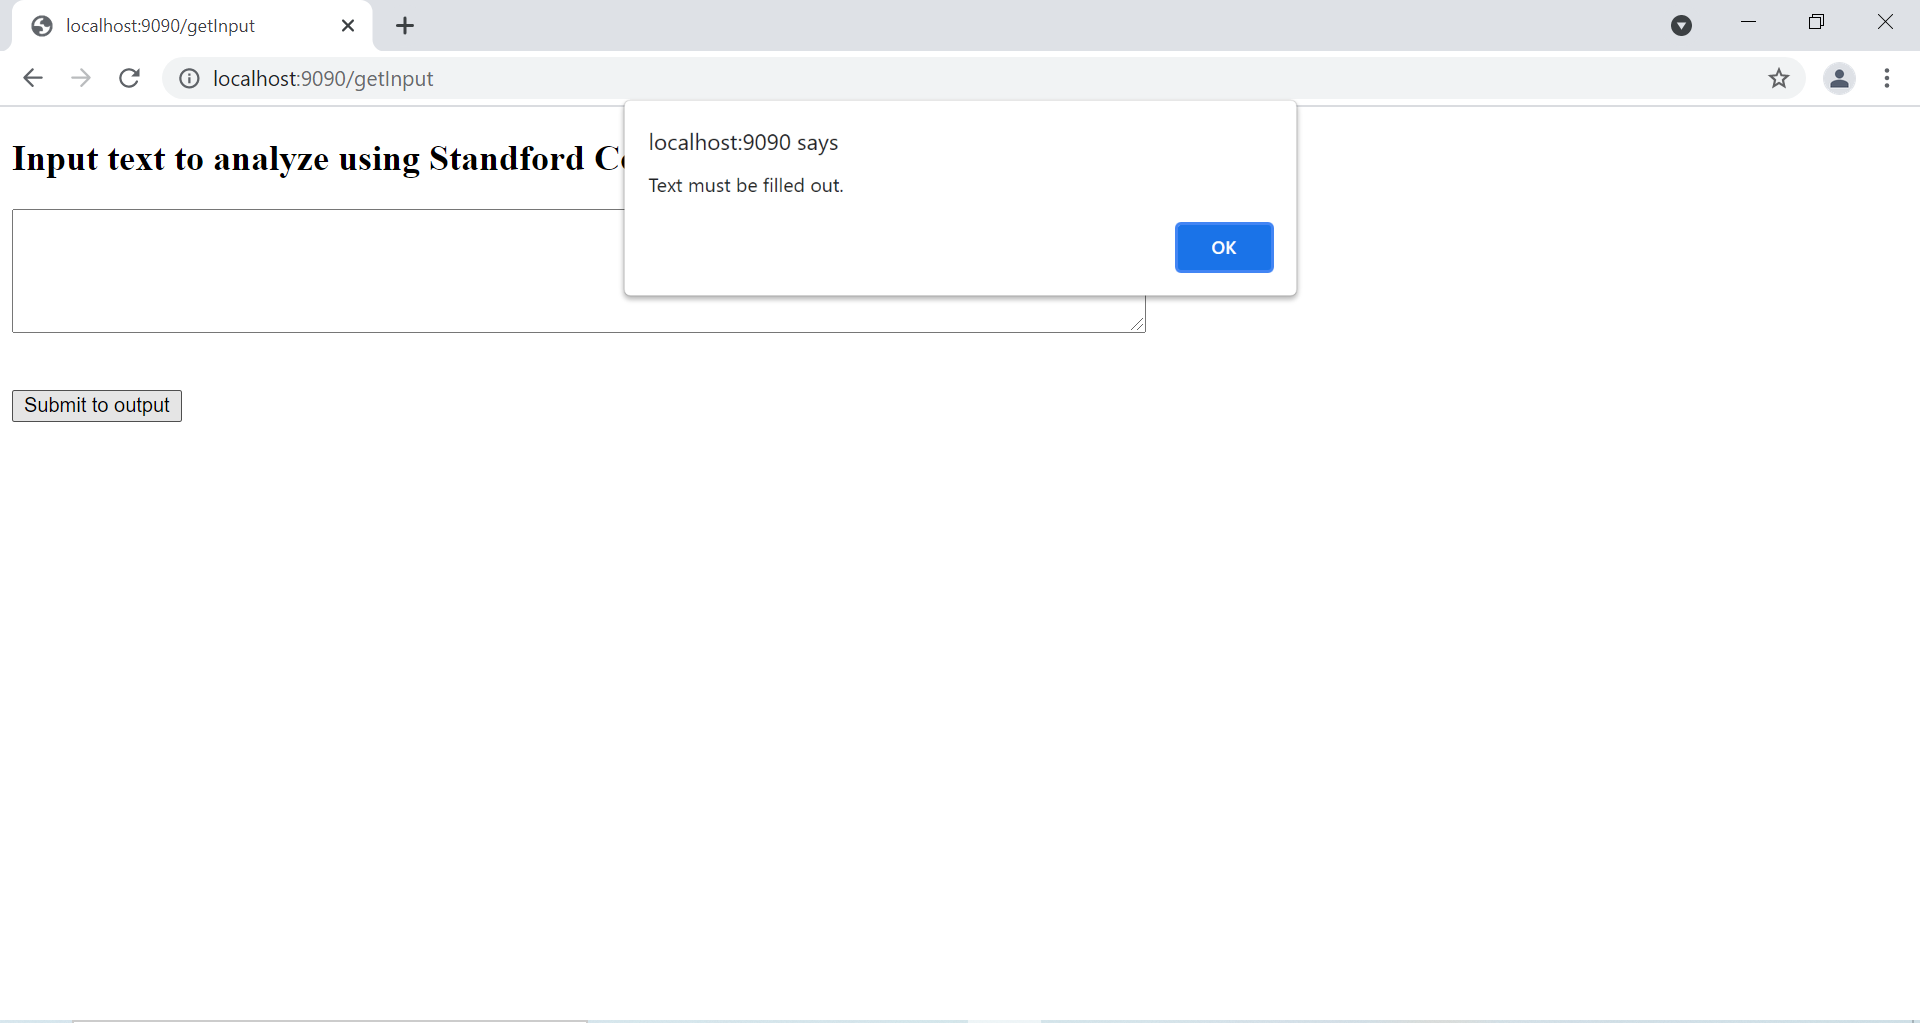 localhost:9090/getInput
localhost:9090/getInput
localhost:9090 says
Text must be filled out.
OK
Input text to analyze using Standford
Submit to output